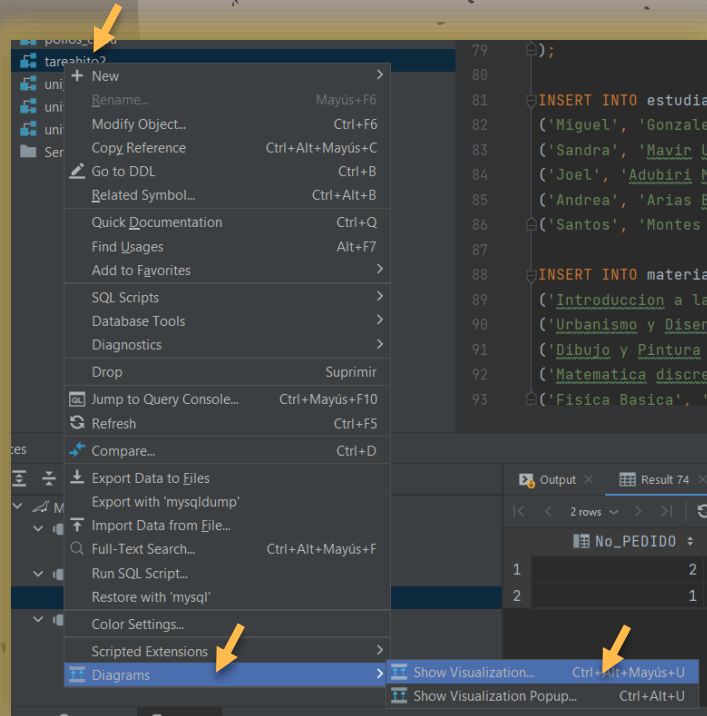 tareahito2
uni
uni
uni
Ser
New
Rename... Mayús+F6
Modify Object... Ctrl+F6
Copy Reference Ctrl+Alt+Mayús+C
Go to DDL Ctrl+B
Related Symbol... Ctrl+Alt+B
Quick Documentation Ctrl+Q
Find Usages Alt+F7
Add to Favorites
SQL Scripts
Database Tools
Diagnostics
Drop Suprimir
Jump to Query Console... Ctrl+Mayús+F10
Refresh Ctrl+F5
Compare... Ctrl+D
Export Data to Files
Export with 'mysqldump'
Import Data from File...
Full-Text Search... Ctrl+Alt+Mayús+F
Run SQL Script...
Restore with 'mysql'
Color Settings...
Scripted Extensions
Diagrams
Show Visualization... Ctrl+Alt+Mayús+U
Show Visualization Popup... Ctrl+Alt+U
79 );
80
81 INSERT INTO estudia
82 ('Miguel', 'Gonzale
83 ('Sandra', 'Mavir U
84 ('Joel', 'Adubiri M
85 ('Andrea', 'Arias E
86 ('Santos', 'Montes
87
88 INSERT INTO materia
89 ('Introduccion a la
90 ('Urbanismo y Disen
91 ('Dibujo y Pintura
92 ('Matematica discre
93 ('Fisica Basica', '
ces
M
Output Result 74
2 rows
No_PEDIDO
1 2
2 1